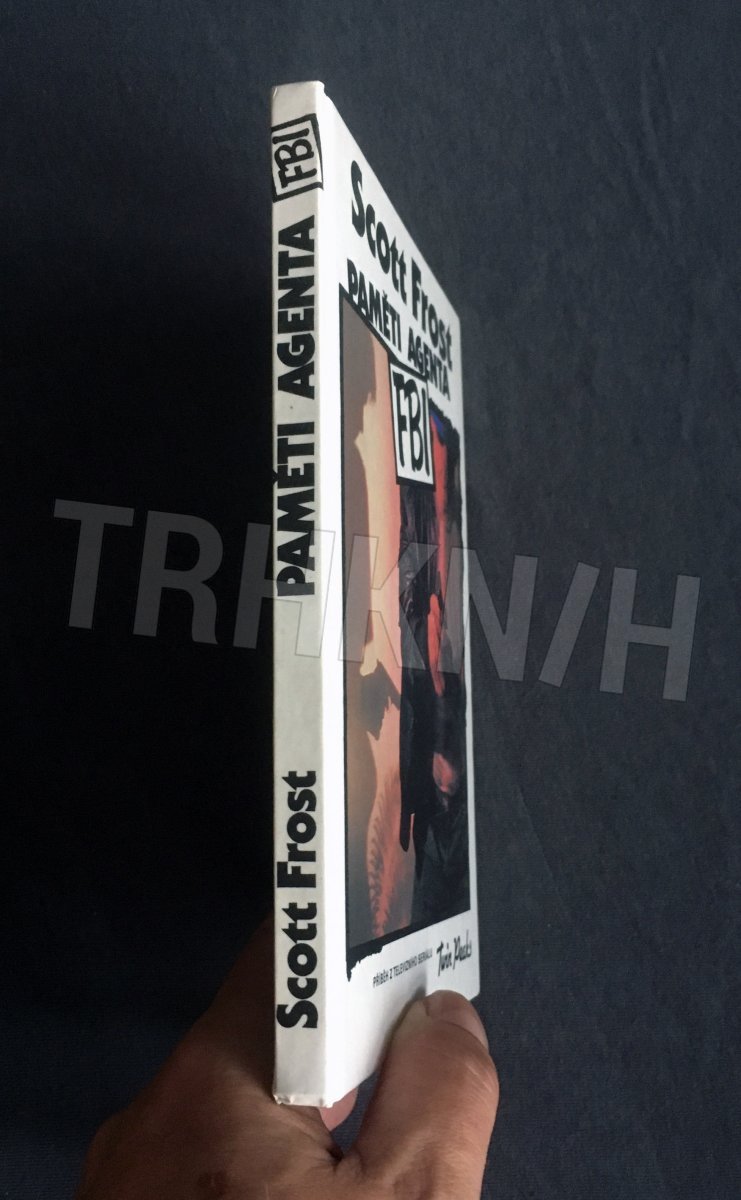 Scott Frost
PAMĚTI AGENTA
FBI
Scott Frost
PAMĚTI AGENTA
FBI
PŘÍBĚH Z TELEVIZNÍHO SERIÁLU
Twin Peaks
TRHKNIH